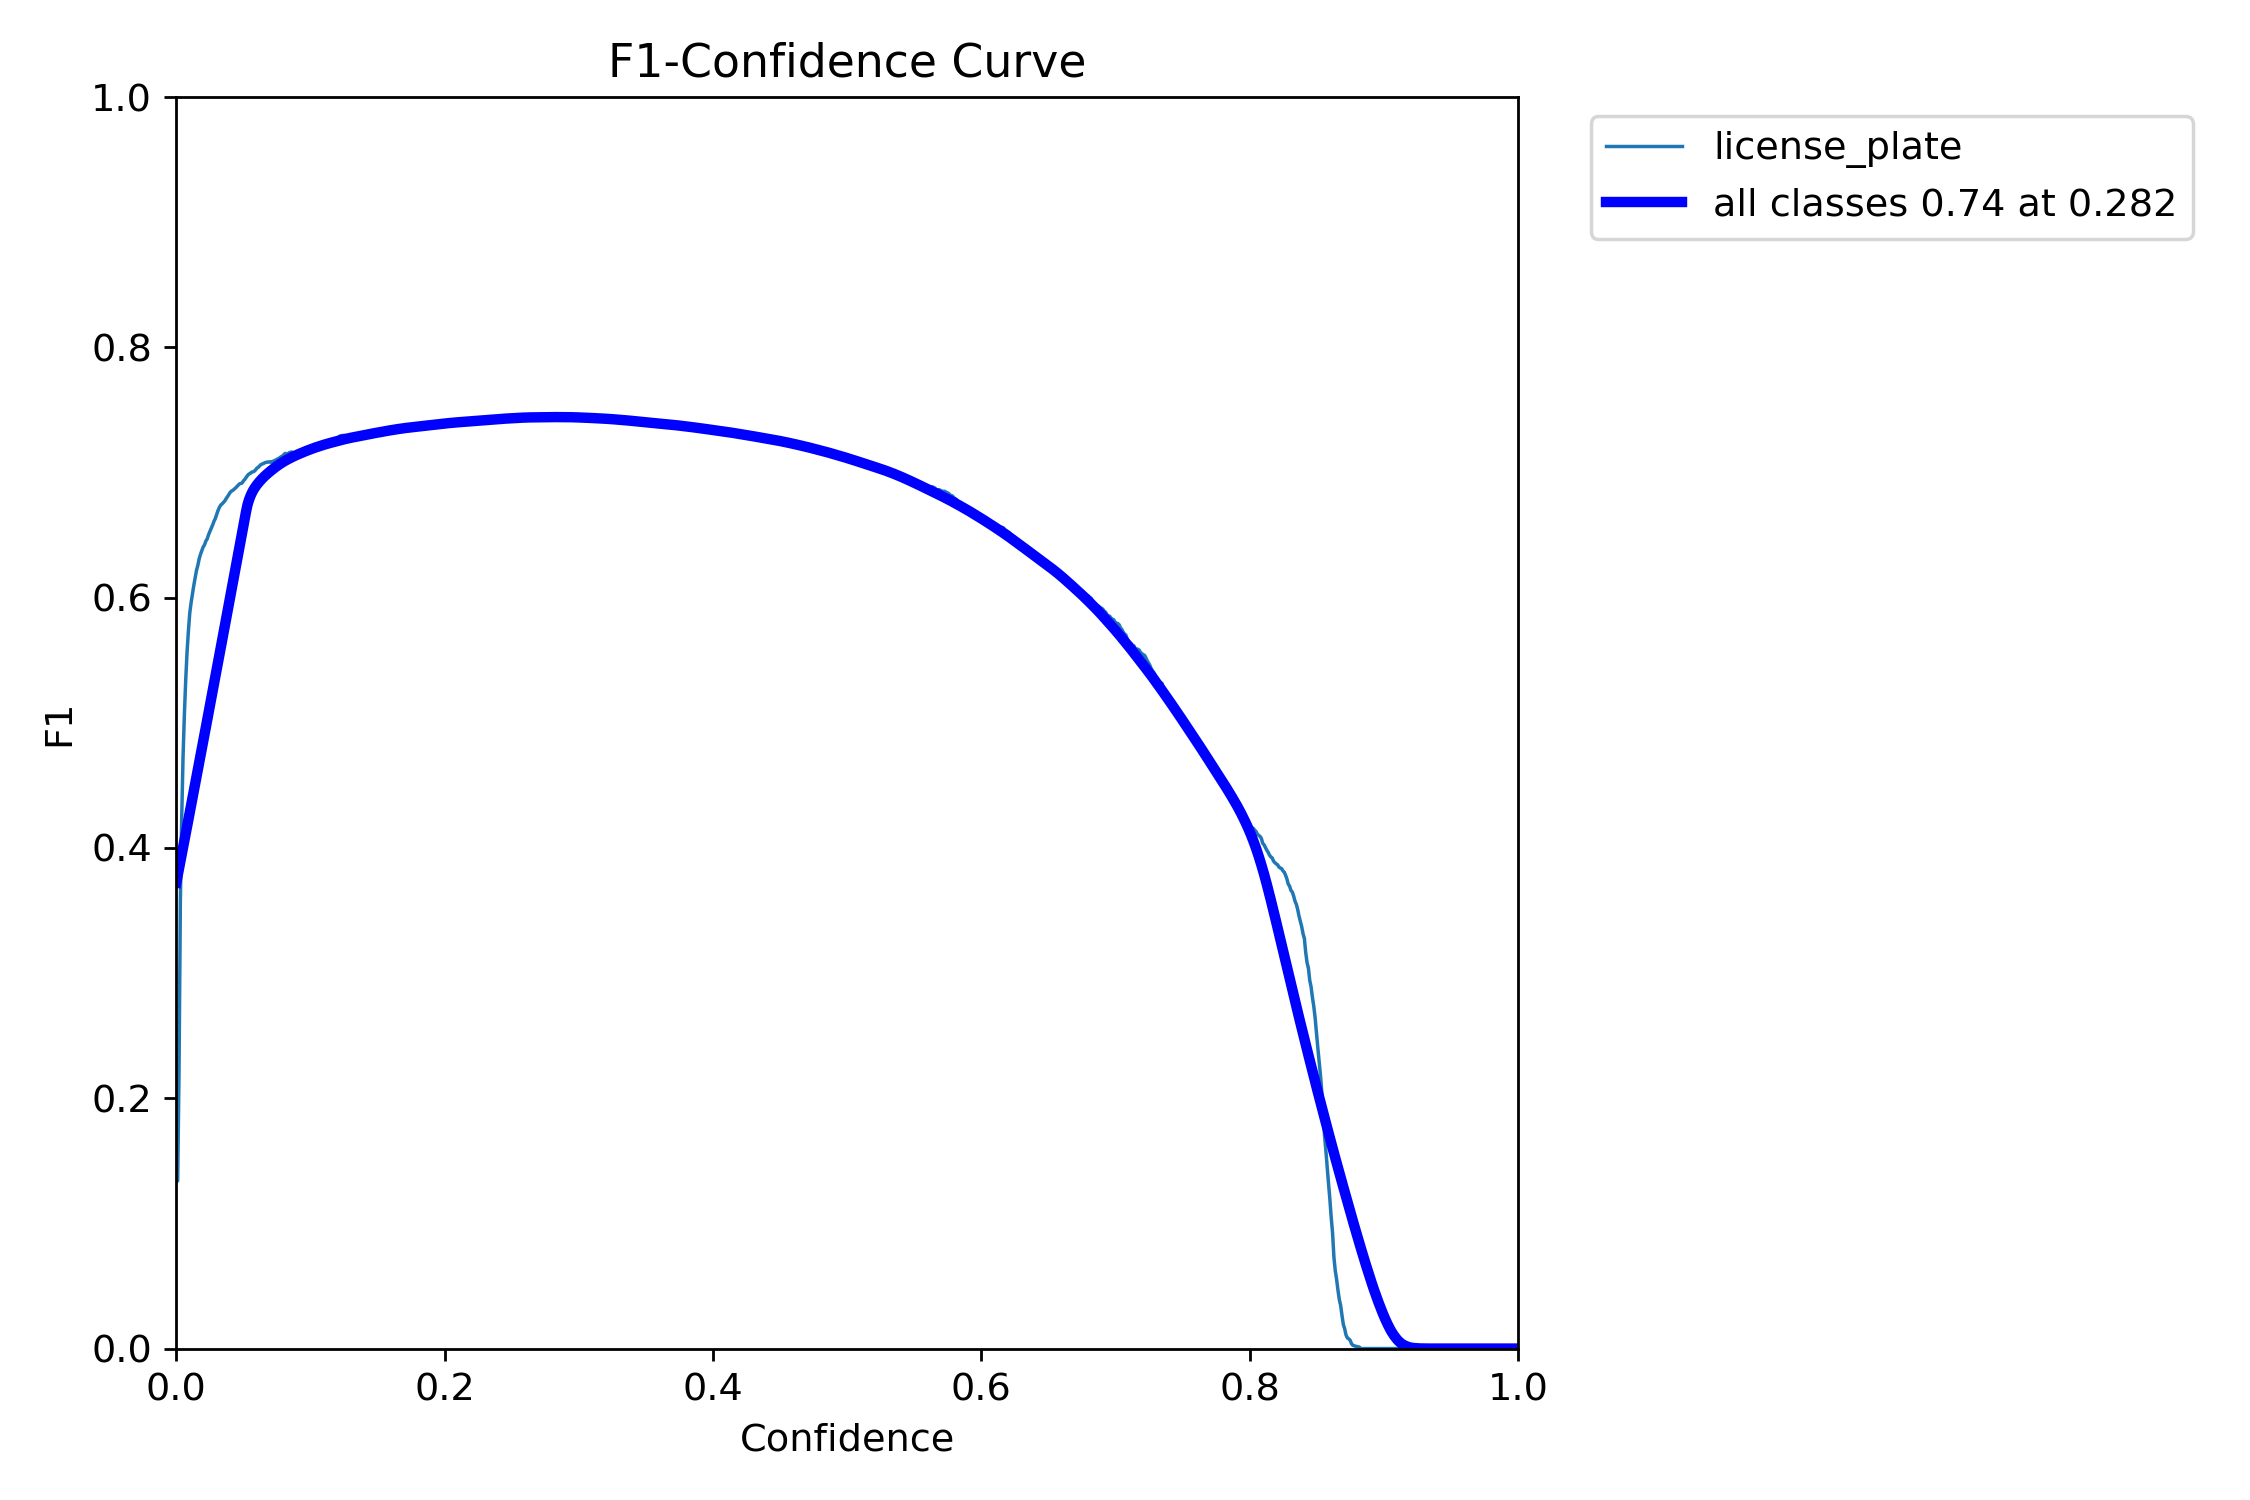 F1-Confidence Curve
1.0
0.8
0.6
0.4
0.2
0.0
F1
0.0 0.2 0.4 0.6 0.8 1.0
Confidence
license_plate
all classes 0.74 at 0.282